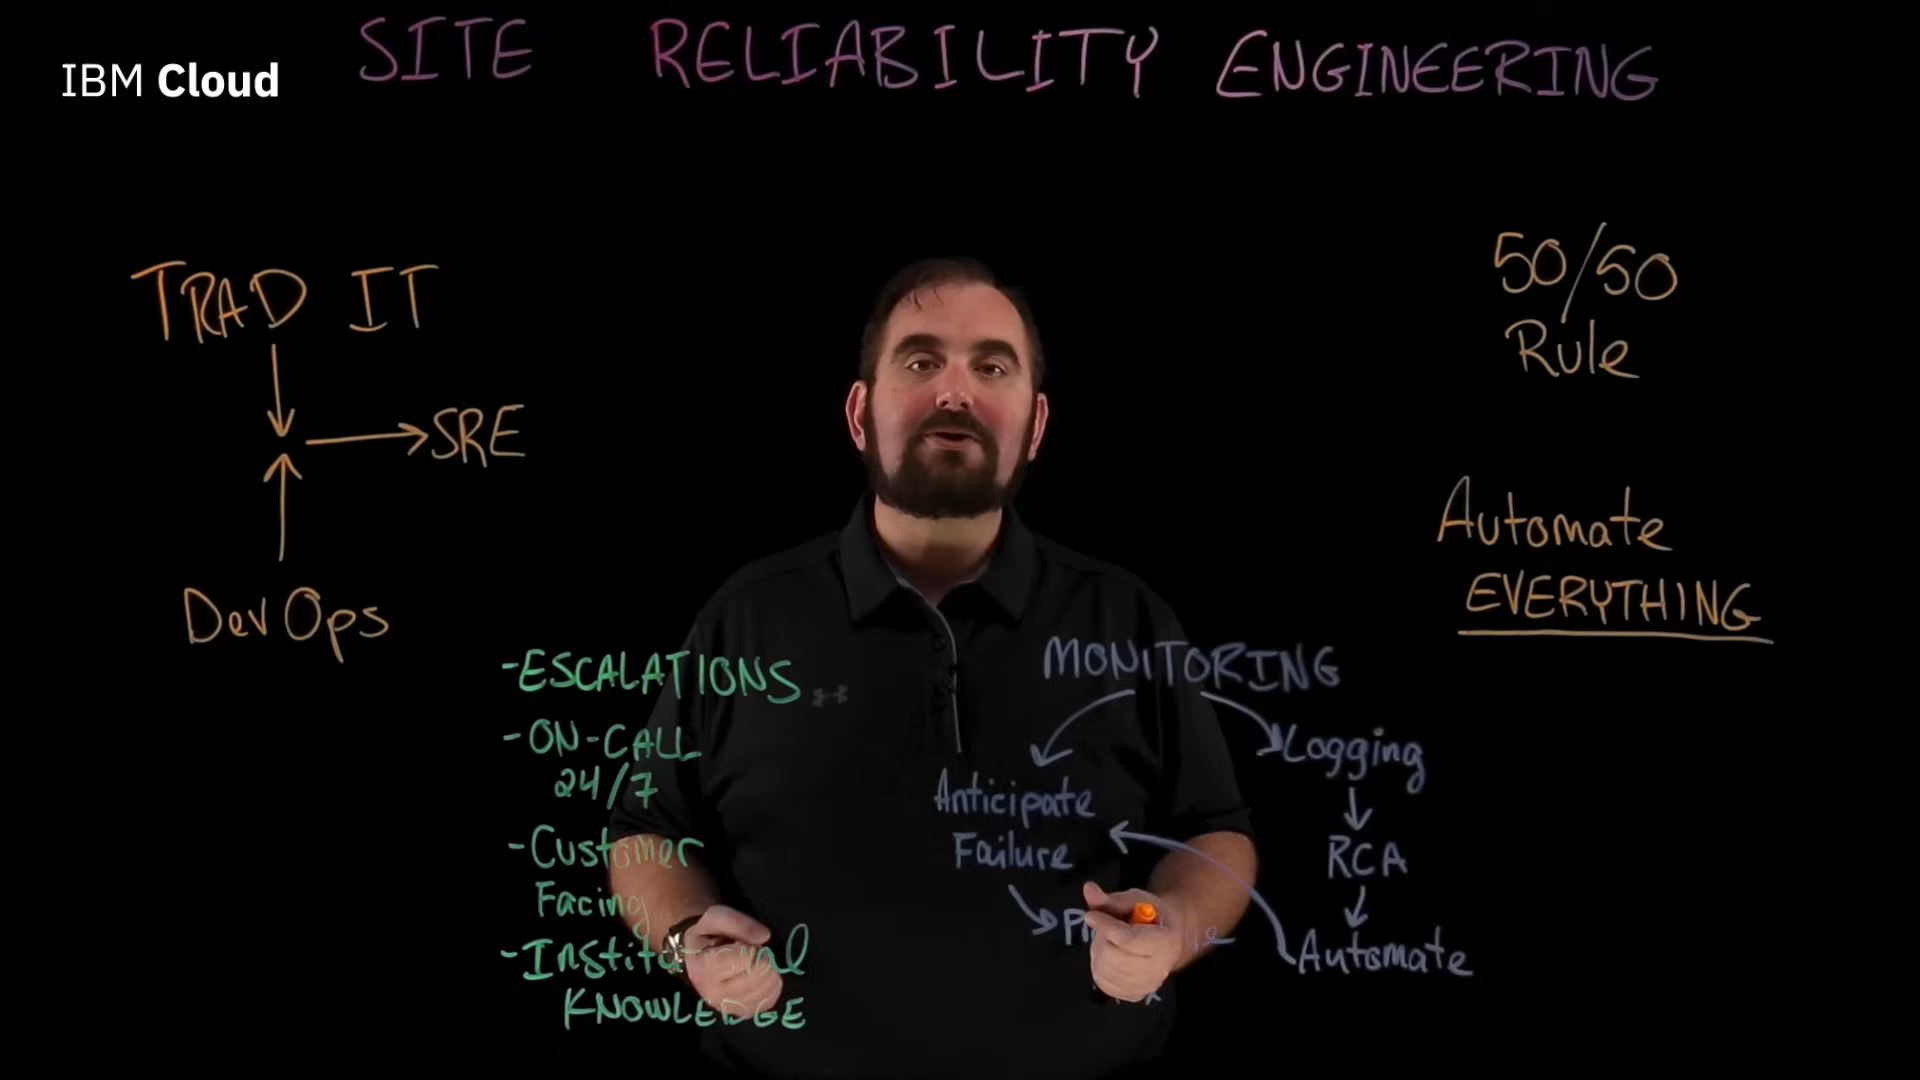 SITE RELIABILITY ENGINEERING
IBM Cloud
TRAD IT
SRE
DevOps
50/50
Rule
Automate
EVERYTHING
-ESCALATIONS
-ON-CALL
24/7
-Customer
Facing
-Institutional
KNOWLEDGE
MONITORING
Anticipate
Failure
Logging
RCA
Automate